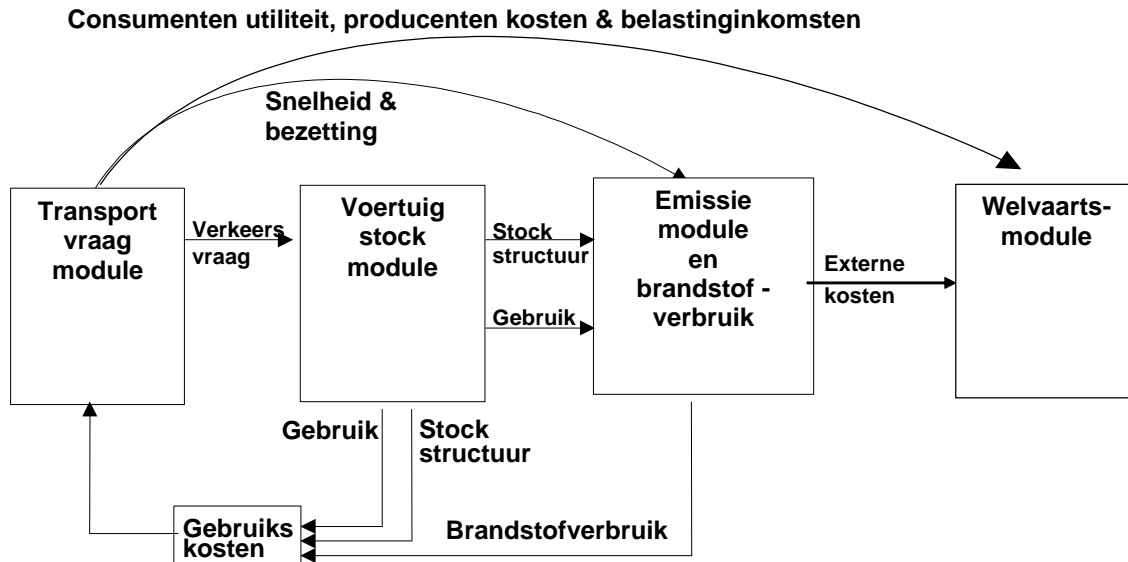 Consumenten utiliteit, producenten kosten & belastinginkomsten
Snelheid &
bezetting
Transport
vraag
module
Verkeers
vraag
Voertuig
stock
module
Stock
structuur
Gebruik
Emissie
module
en
brandstof -
verbruik
Externe
kosten
Welvaarts-
module
Gebruik
Stock
structuur
Gebruiks
kosten
Brandstofverbruik